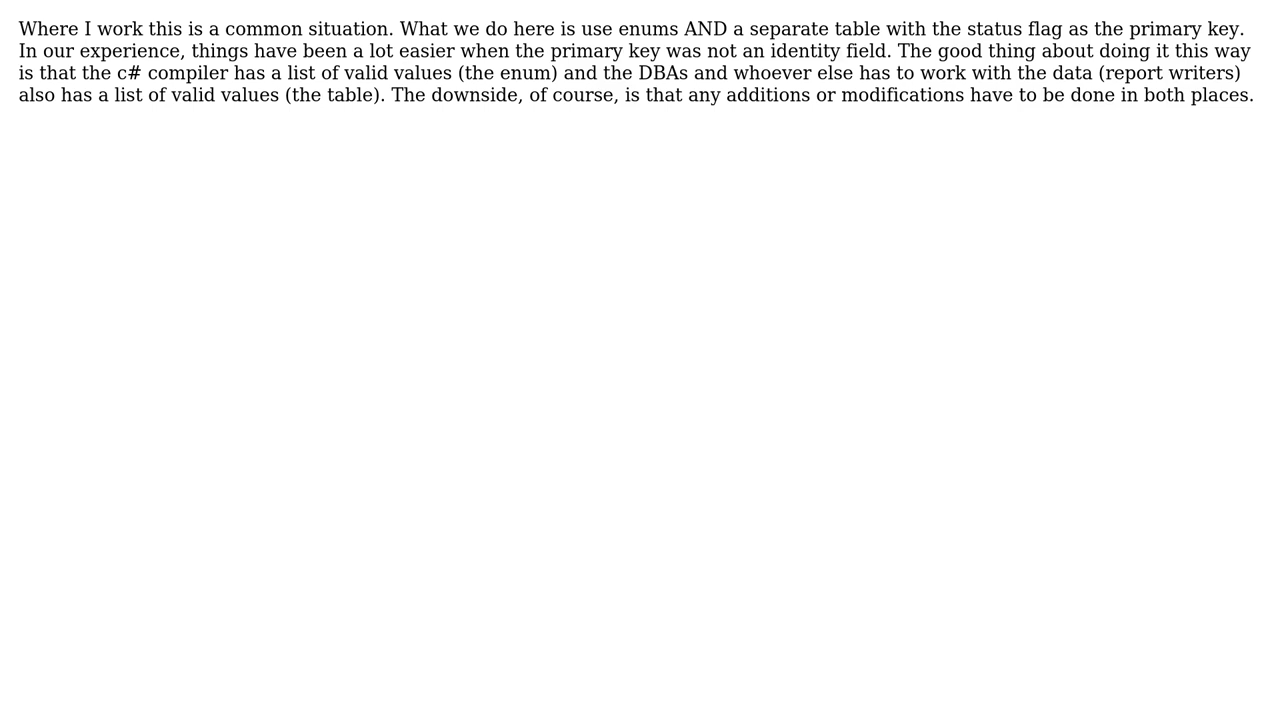 Where I work this is a common situation. What we do here is use enums AND a separate table with the status flag as the primary key.
In our experience, things have been a lot easier when the primary key was not an identity field. The good thing about doing it this way
is that the c# compiler has a list of valid values (the enum) and the DBAs and whoever else has to work with the data (report writers)
also has a list of valid values (the table). The downside, of course, is that any additions or modifications have to be done in both places.